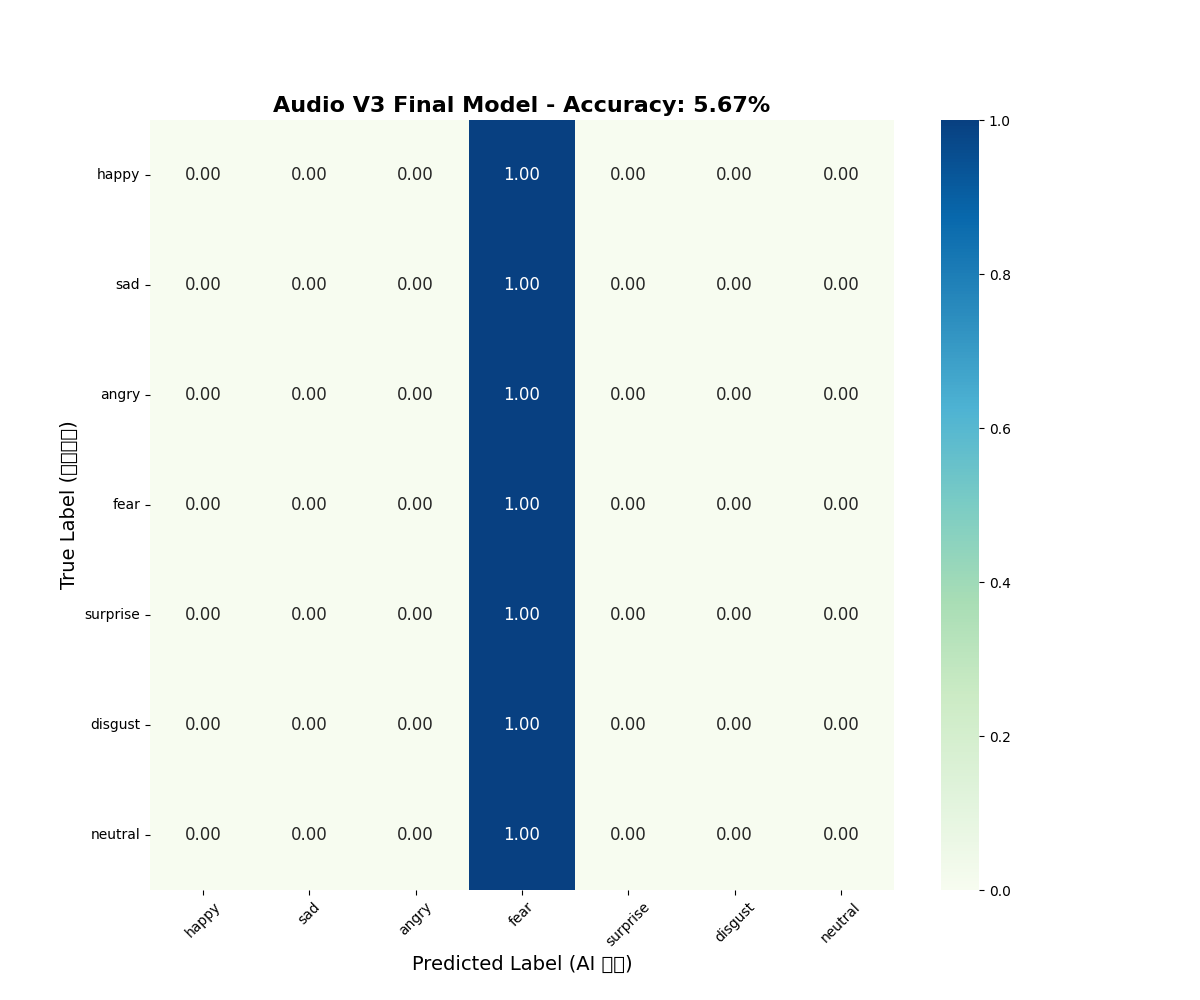 Audio V3 Final Model - Accuracy: 5.67%
True Label (□□□□)
happy 0.00 0.00 0.00 1.00 0.00 0.00 0.00
sad 0.00 0.00 0.00 1.00 0.00 0.00 0.00
angry 0.00 0.00 0.00 1.00 0.00 0.00 0.00
fear 0.00 0.00 0.00 1.00 0.00 0.00 0.00
surprise 0.00 0.00 0.00 1.00 0.00 0.00 0.00
disgust 0.00 0.00 0.00 1.00 0.00 0.00 0.00
neutral 0.00 0.00 0.00 1.00 0.00 0.00 0.00
happy sad angry fear surprise disgust neutral
Predicted Label (AI □□)
1.0
0.8
0.6
0.4
0.2
0.0